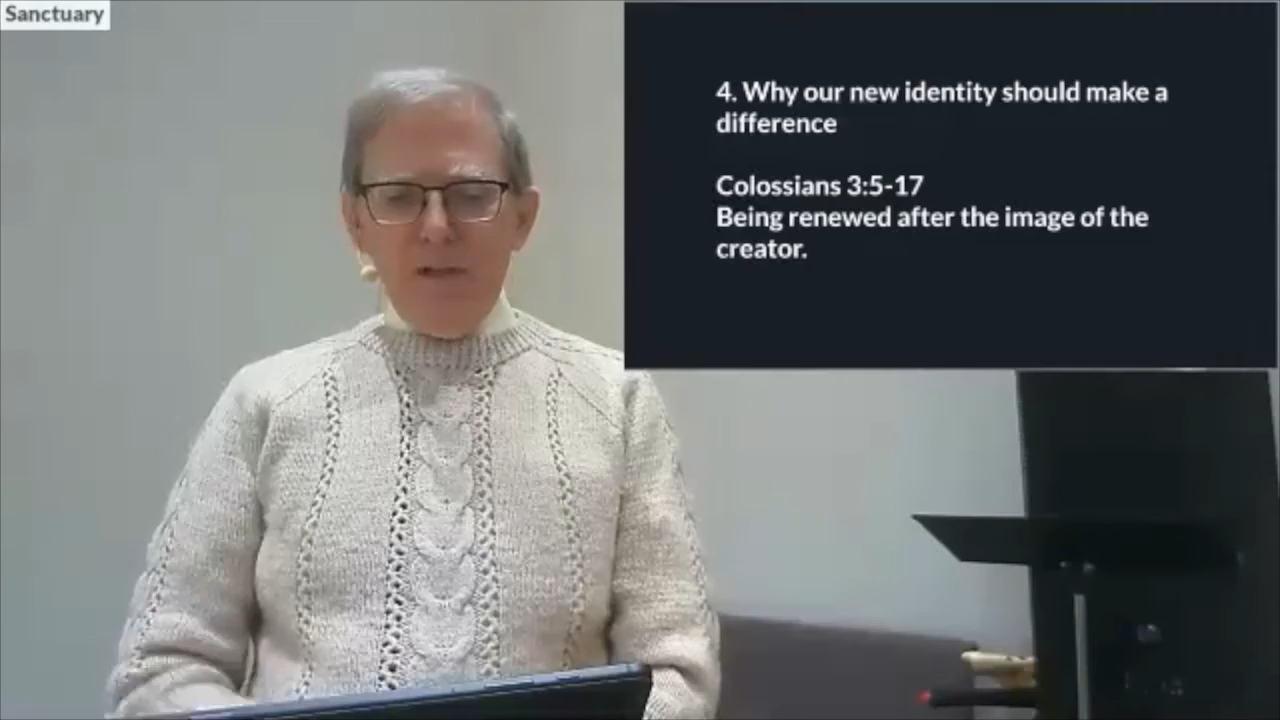 Sanctuary
4. Why our new identity should make a
difference
Colossians 3:5-17
Being renewed after the image of the
creator.